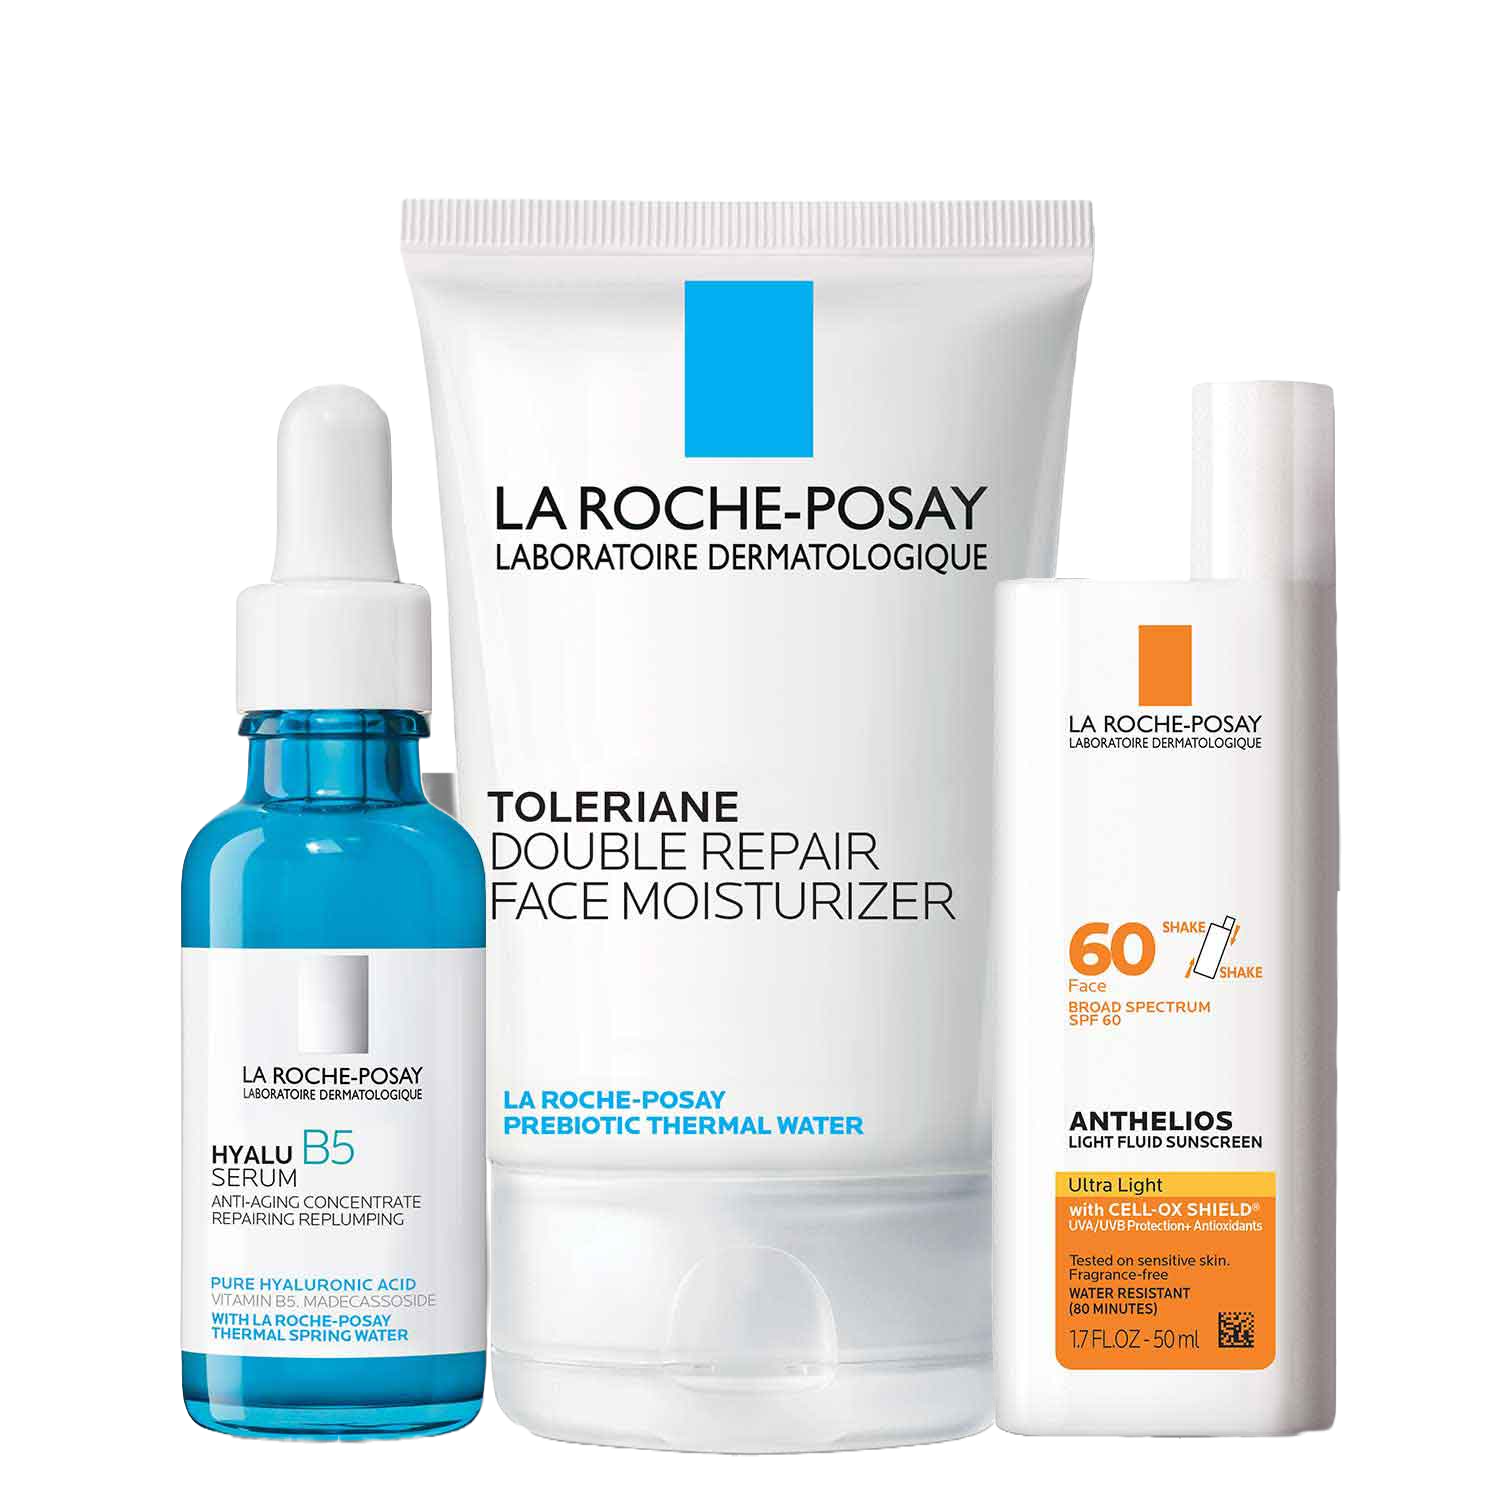 LA ROCHE-POSAY
LABORATOIRE DERMATOLOGIQUE
HYALU B5
SERUM
ANTI-AGING CONCENTRATE
REPAIRING REPLUMPING
PURE HYALURONIC ACID
VITAMIN B5. MADECASSOSIDE
WITH LA ROCHE-POSAY
THERMAL SPRING WATER
LA ROCHE-POSAY
LABORATOIRE DERMATOLOGIQUE
TOLERIANE
DOUBLE REPAIR
FACE MOISTURIZER
LA ROCHE-POSAY
PREBIOTIC THERMAL WATER
LA ROCHE-POSAY
LABORATOIRE DERMATOLOGIQUE
60
SHAKE
SHAKE
Face
BROAD SPECTRUM
SPF 60
ANTHELIOS
LIGHT FLUID SUNSCREEN
Ultra Light
with CELL-OX SHIELD®
UVA/UVB Protection+ Antioxidants
Tested on sensitive skin.
Fragrance-free
WATER RESISTANT
(80 MINUTES)
1.7 FL.OZ - 50 ml